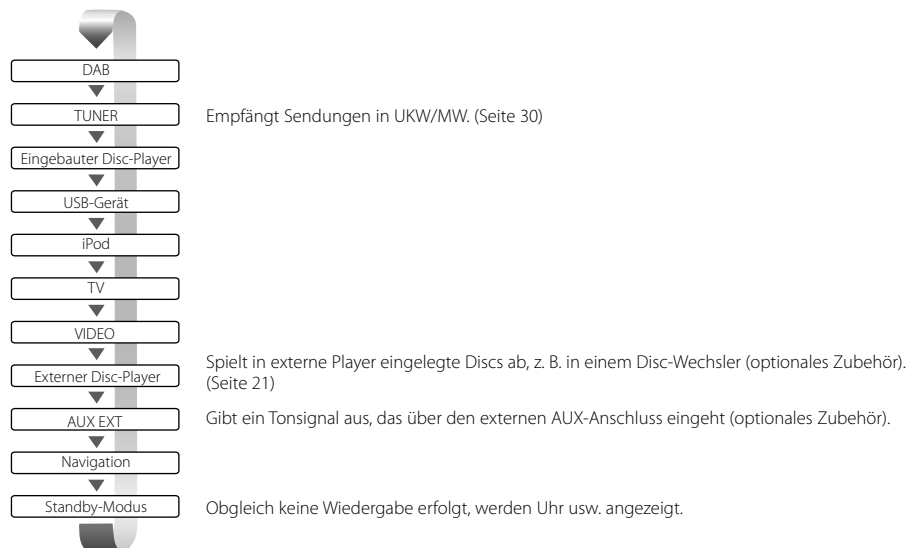 DAB
TUNER
Empfängt Sendungen in UKW/MW. (Seite 30)
Eingebauter Disc-Player
USB-Gerät
iPod
TV
VIDEO
Externer Disc-Player
Spielt in externe Player eingelegte Discs ab, z. B. in einem Disc-Wechsler (optionales Zubehör).
(Seite 21)
AUX EXT
Gibt ein Tonsignal aus, das über den externen AUX-Anschluss eingeht (optionales Zubehör).
Navigation
Standby-Modus
Obgleich keine Wiedergabe erfolgt, werden Uhr usw. angezeigt.